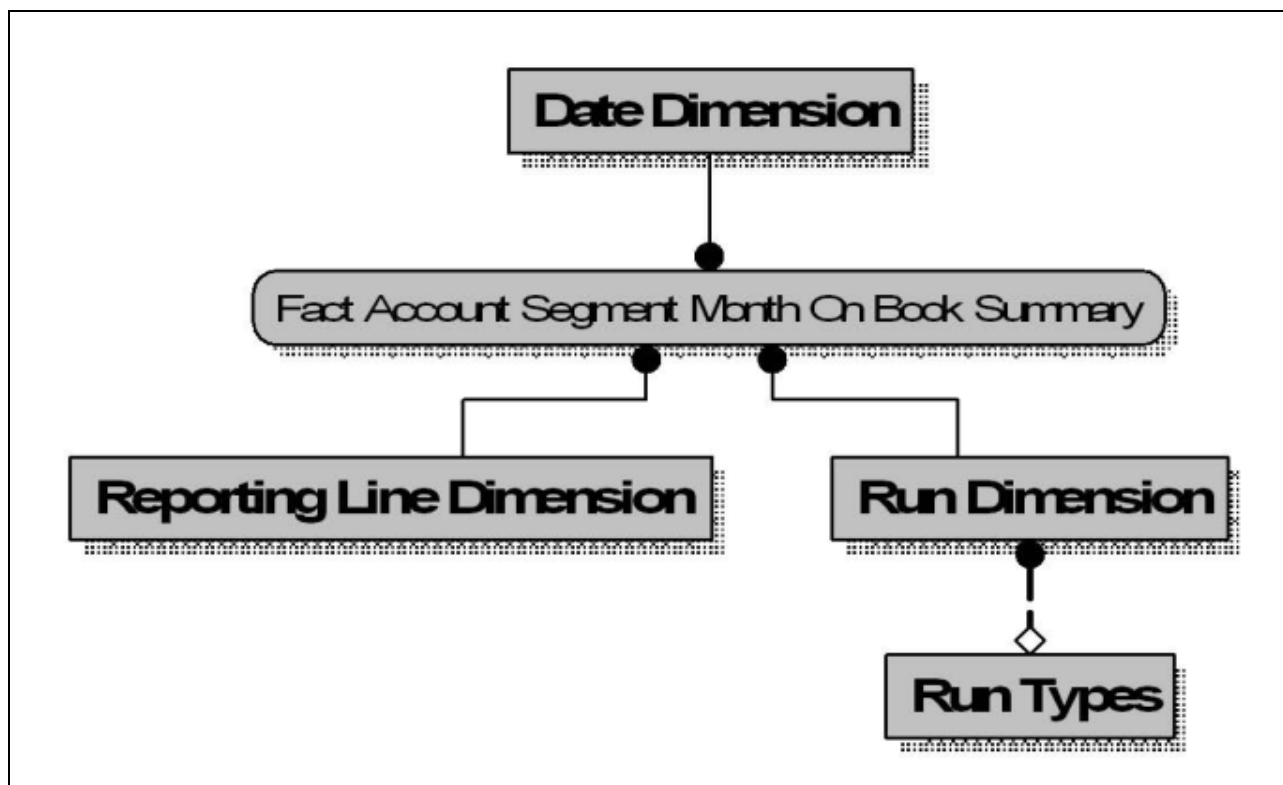 Date Dimension
Fact Account Segment Month On Book Summary
Reporting Line Dimension
Run Dimension
Run Types